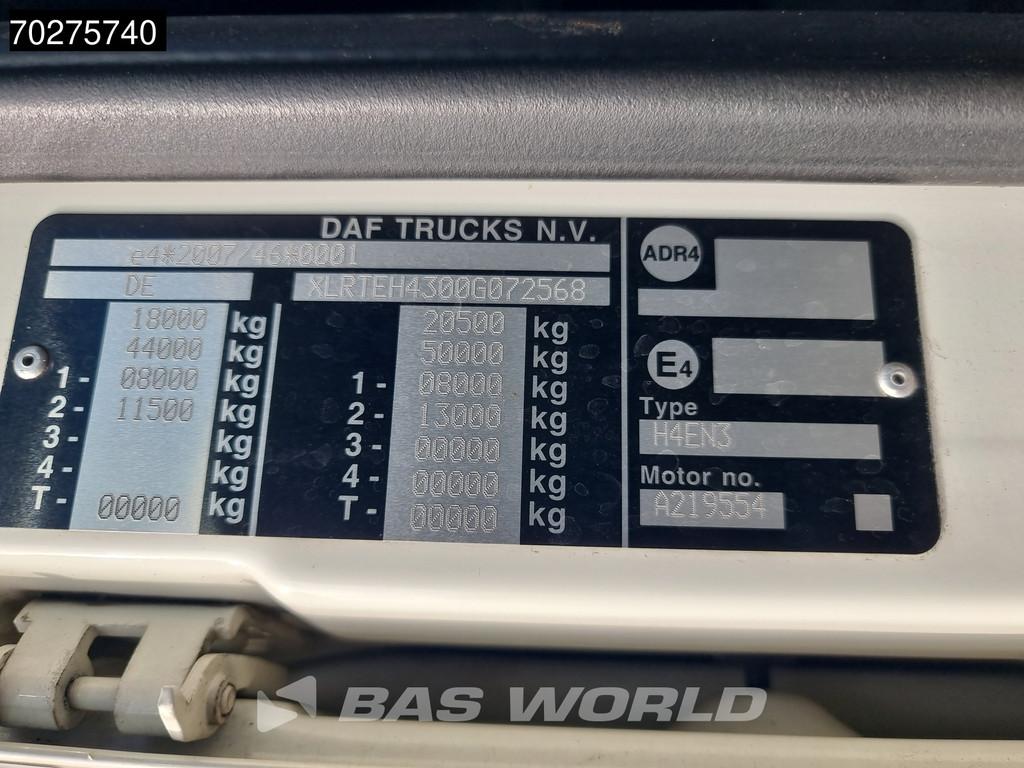 70275740
DAF TRUCKS N.V.
e4*2007/46*0001
DE XLRTEH4300G072568
18000 kg 20500 kg
44000 kg 50000 kg
1- 08000 kg 1- 08000 kg
2- 11500 kg 2- 13000 kg
3- kg 3- 00000 kg
4- kg 4- 00000 kg
T- 00000 kg T- 00000 kg
ADR4
E4
Type
H4EN3
Motor no.
A219554
BAS WORLD